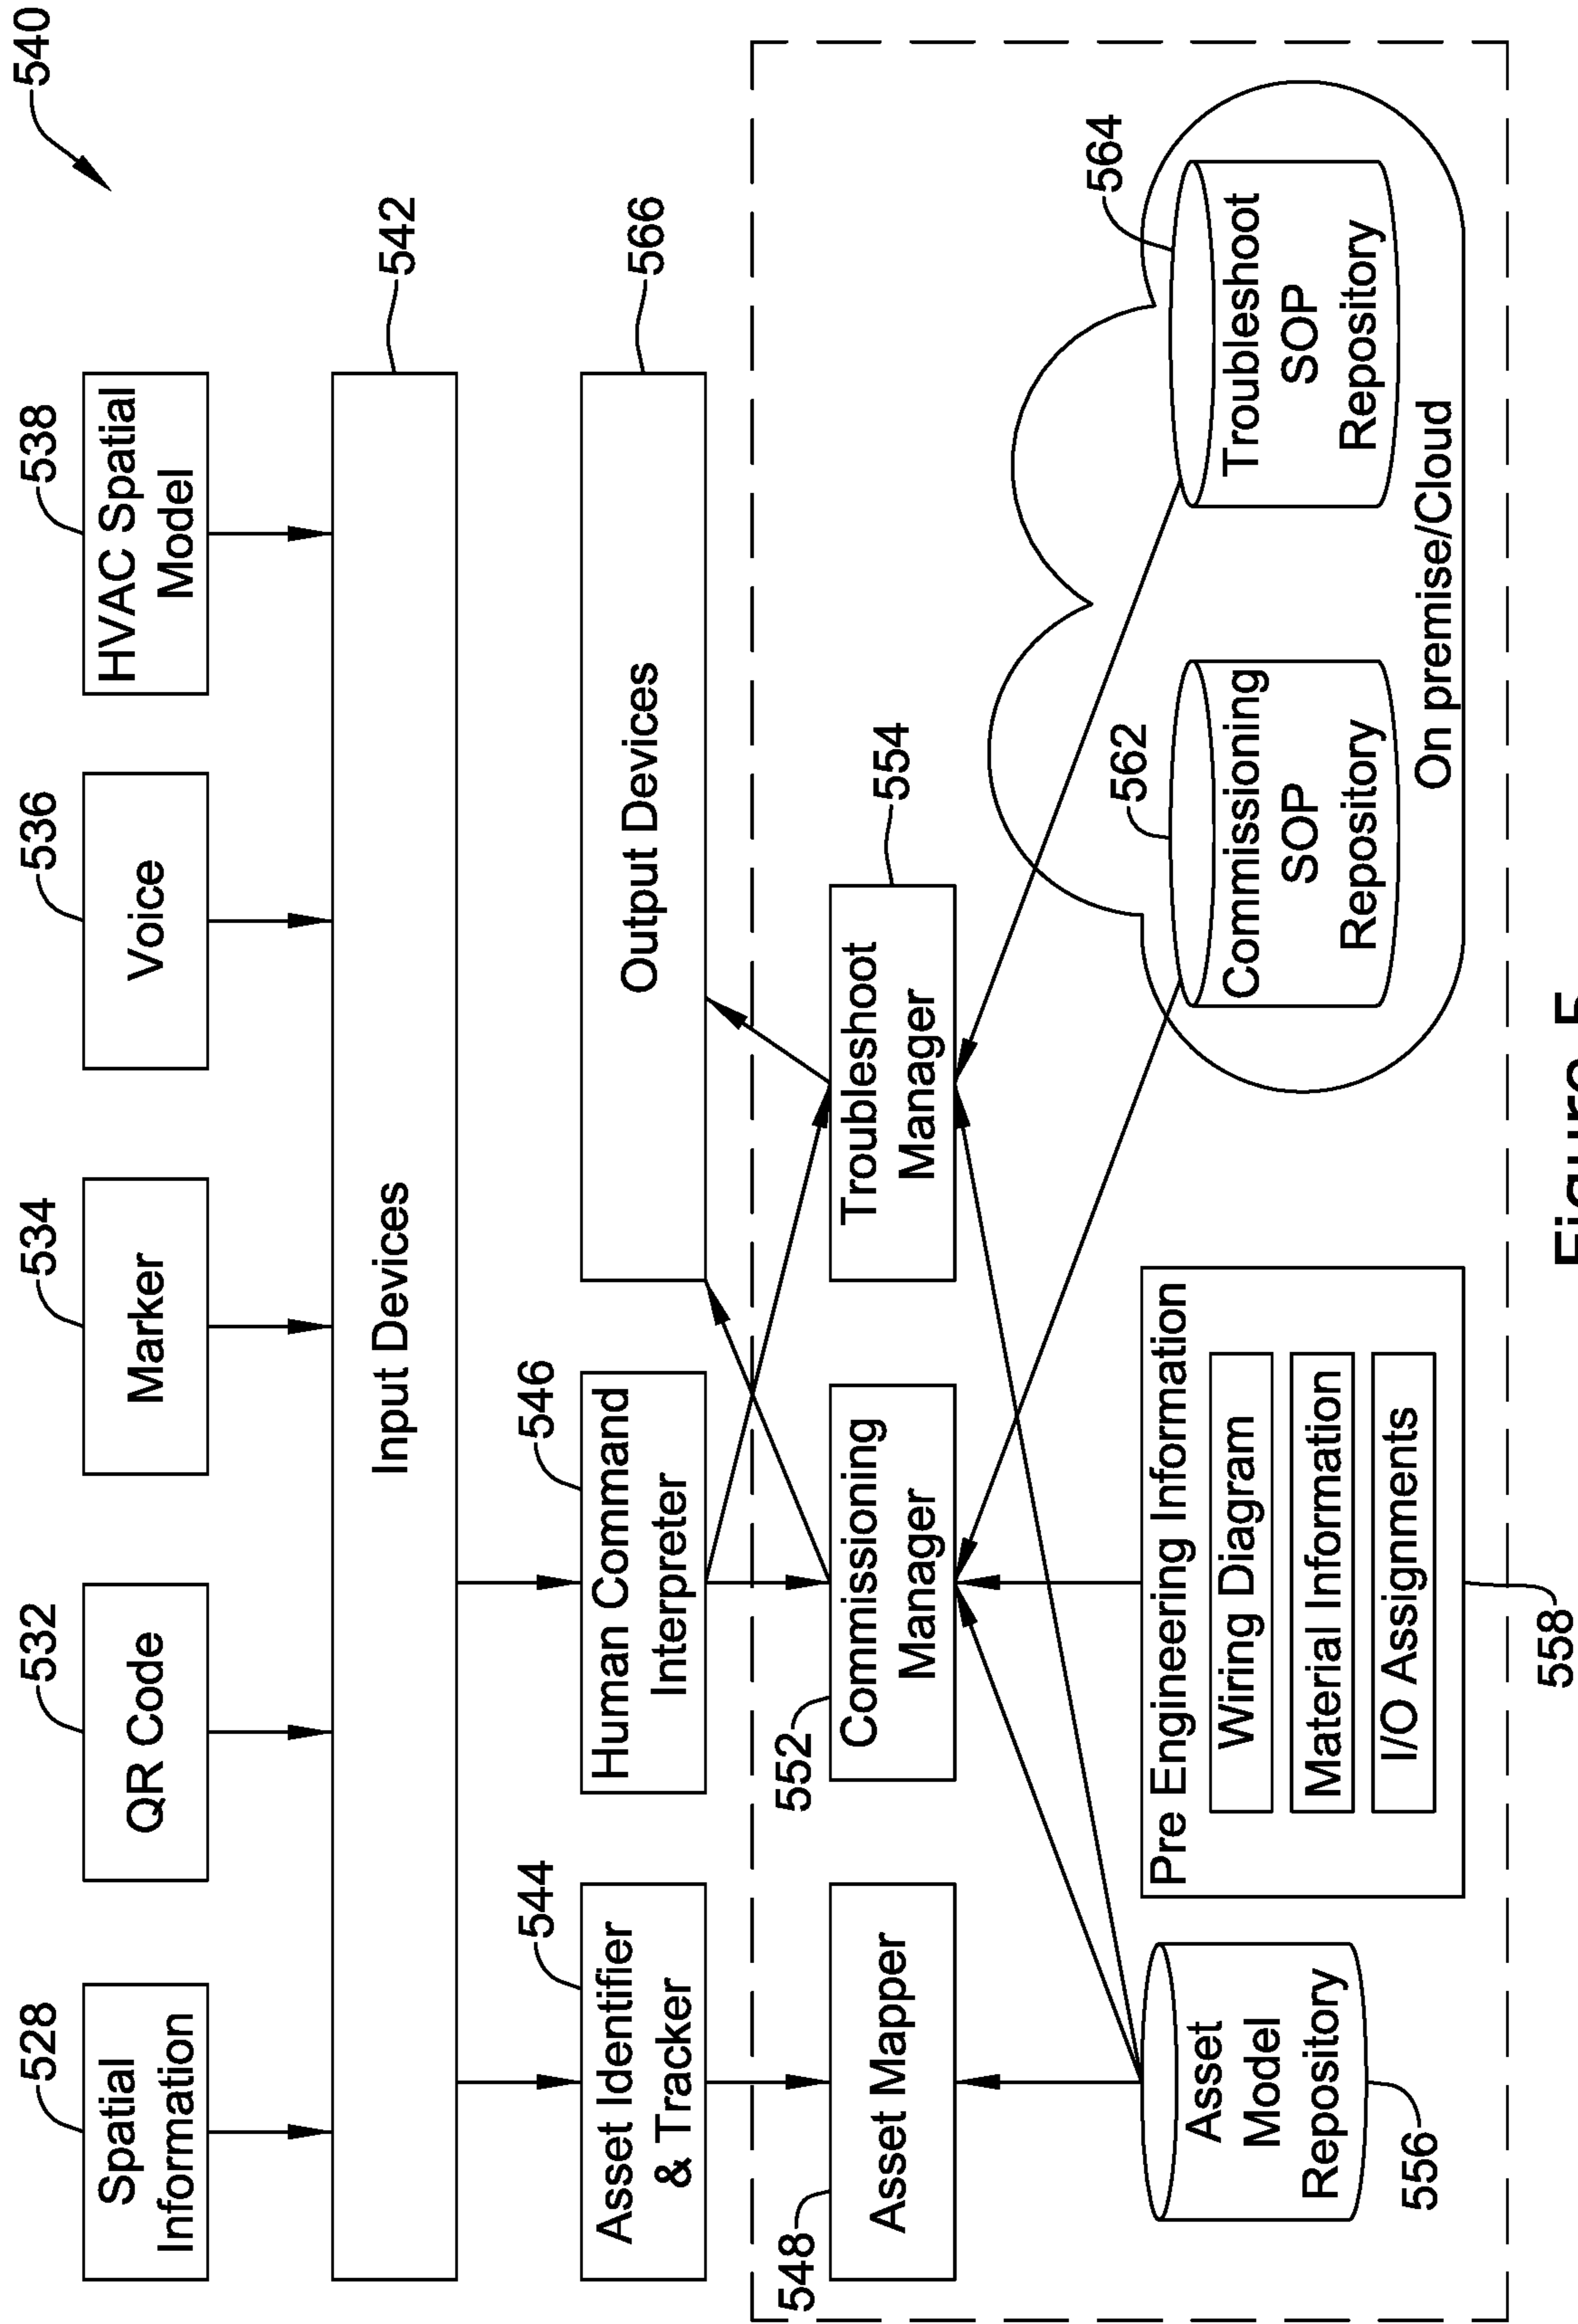 540
528
532
534
536
538
Spatial
Information
QR Code
Marker
Voice
HVAC Spatial
Model
542
Input Devices
544
546
566
Asset Identifier
& Tracker
Human Command
Interpreter
Output Devices
548
552
554
Asset Mapper
Commissioning
Manager
Troubleshoot
Manager
556
Asset
Model
Repository
Pre Engineering Information
Wiring Diagram
Material Information
I/O Assignments
558
562
Commissioning
SOP
Repository
564
Troubleshoot
SOP
Repository
On premise/Cloud
Figure 5